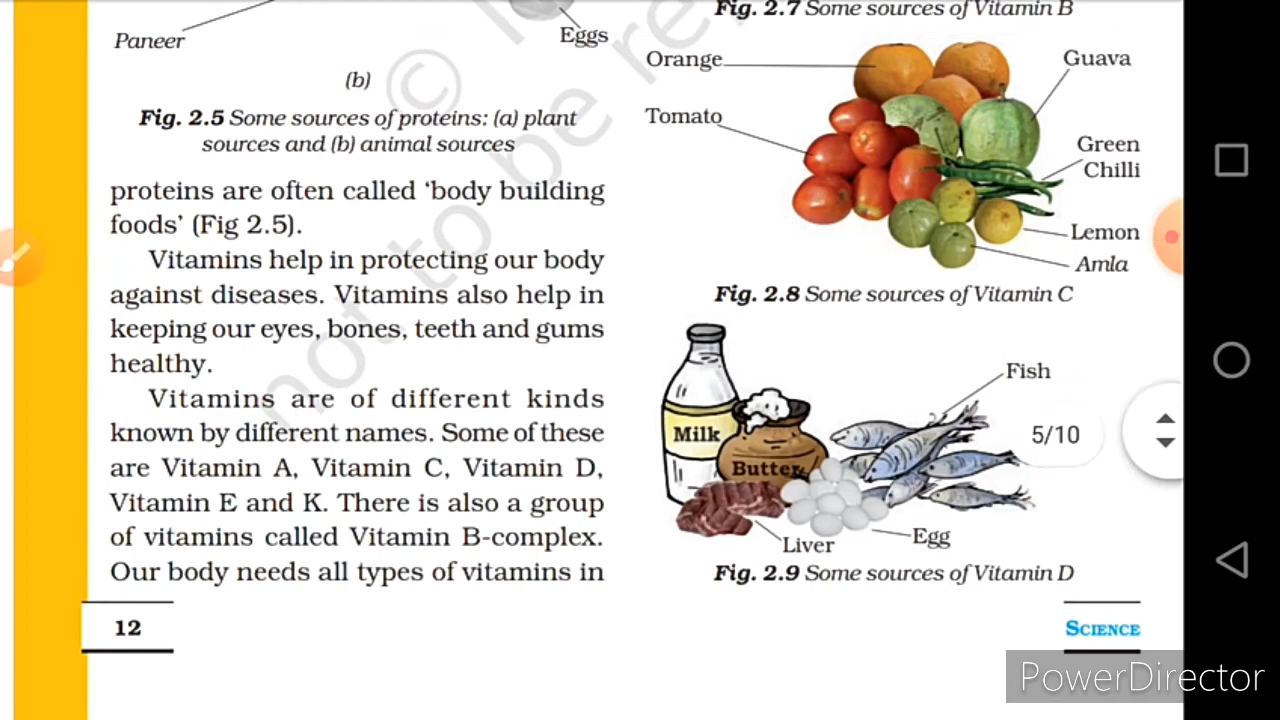 Paneer
Eggs
(b)
Fig. 2.5 Some sources of proteins: (a) plant
sources and (b) animal sources
proteins are often called ‘body building
foods’ (Fig 2.5).
Vitamins help in protecting our body
against diseases. Vitamins also help in
keeping our eyes, bones, teeth and gums
healthy.
Vitamins are of different kinds
known by different names. Some of these
are Vitamin A, Vitamin C, Vitamin D,
Vitamin E and K. There is also a group
of vitamins called Vitamin B-complex.
Our body needs all types of vitamins in
12
Fig. 2.7 Some sources of Vitamin B
Orange
Guava
Tomato
Green
Chilli
Lemon
Amla
Fig. 2.8 Some sources of Vitamin C
Fish
Milk
Butter
Liver
Egg
Fig. 2.9 Some sources of Vitamin D
5/10
SCIENCE
PowerDirector
not to be re